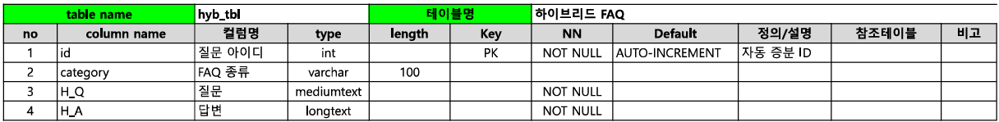 table name hyb_tbl 테이블명 하이브리드 FAQ
no column name 컬럼명 type length Key NN Default 정의/설명 참조테이블 비고
1 id 질문 아이디 int PK NOT NULL AUTO-INCREMENT 자동 증분 ID
2 category FAQ 종류 varchar 100
3 H_Q 질문 mediumtext NOT NULL
4 H_A 답변 longtext NOT NULL